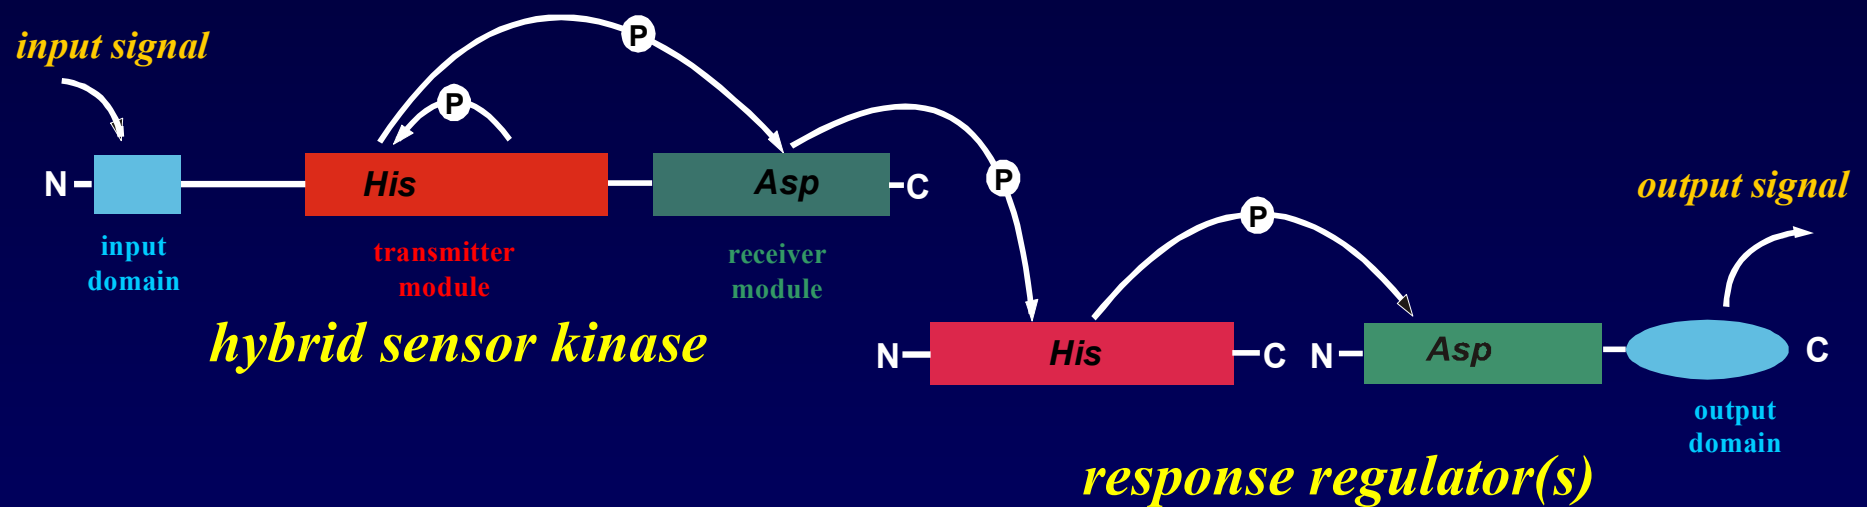 input signal
P
P
N
His
Asp
C
input
domain
transmitter
module
receiver
module
hybrid sensor kinase
P
P
output signal
N
His
C
N
Asp
C
output
domain
response regulator(s)